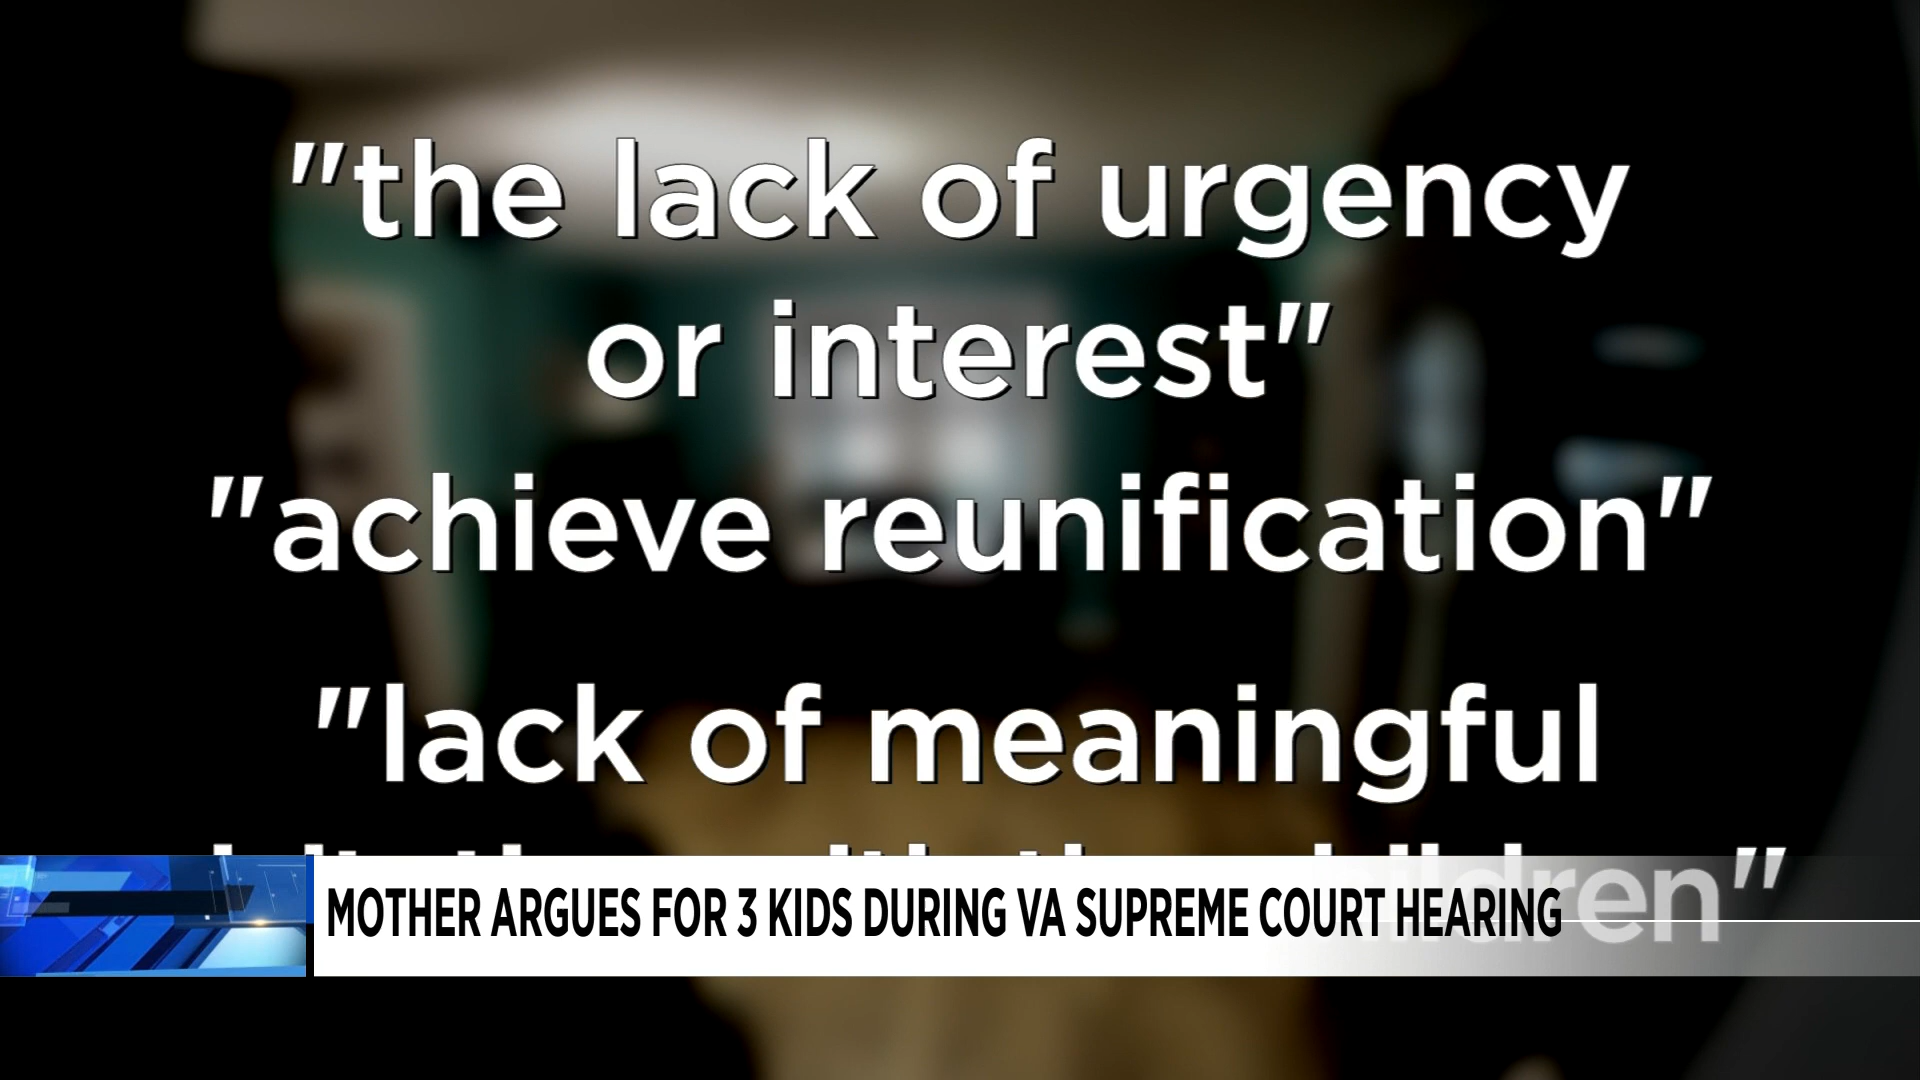 "the lack of urgency
or interest"
"achieve reunification"
"lack of meaningful
children"
MOTHER ARGUES FOR 3 KIDS DURING VA SUPREME COURT HEARING